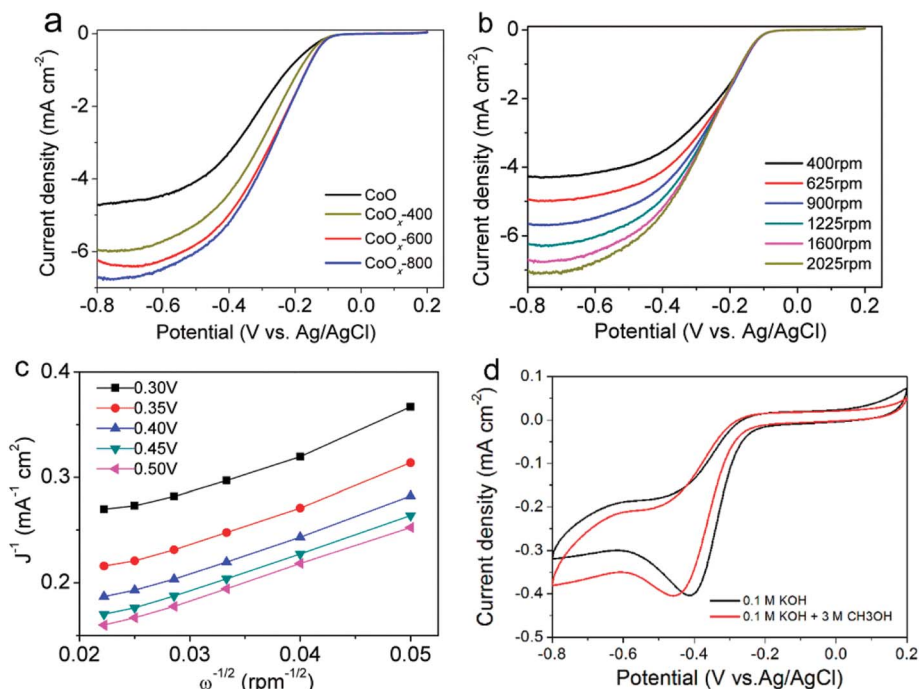 a
Current density (mA cm⁻²)
0
-2
-4
-6
CoO
CoOₓ-400
CoOₓ-600
CoOₓ-800
-0.8 -0.6 -0.4 -0.2 0.0 0.2
Potential (V vs. Ag/AgCl)
b
Current density (mA cm⁻²)
0
-1
-2
-3
-4
-5
-6
-7
-8
400rpm
625rpm
900rpm
1225rpm
1600rpm
2025rpm
-0.8 -0.6 -0.4 -0.2 0.0 0.2
Potential (V vs. Ag/AgCl)
c
J⁻¹ (mA⁻¹ cm²)
0.4
0.3
0.2
0.30V
0.35V
0.40V
0.45V
0.50V
0.02 0.03 0.04 0.05
ω⁻¹/² (rpm⁻¹/²)
d
Current density (mA cm⁻²)
0.1
0.0
-0.1
-0.2
-0.3
-0.4
-0.5
0.1 M KOH
0.1 M KOH + 3 M CH3OH
-0.8 -0.6 -0.4 -0.2 0.0 0.2
Potential (V vs.Ag/AgCl)